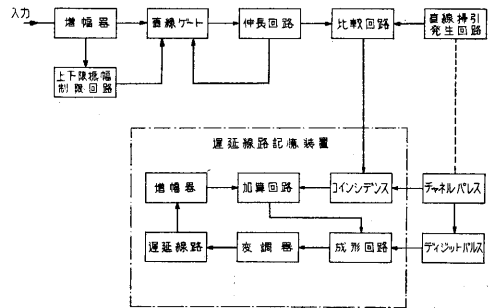 入力
増幅器
直線ゲート
伸長回路
比較回路
直線掃引
発生回路
上下限振幅
制限回路
遅延線路記憶装置
増幅器
加算回路
コインシデンス
チャネルパルス
遅延線路
変調器
成形回路
ディジットパルス